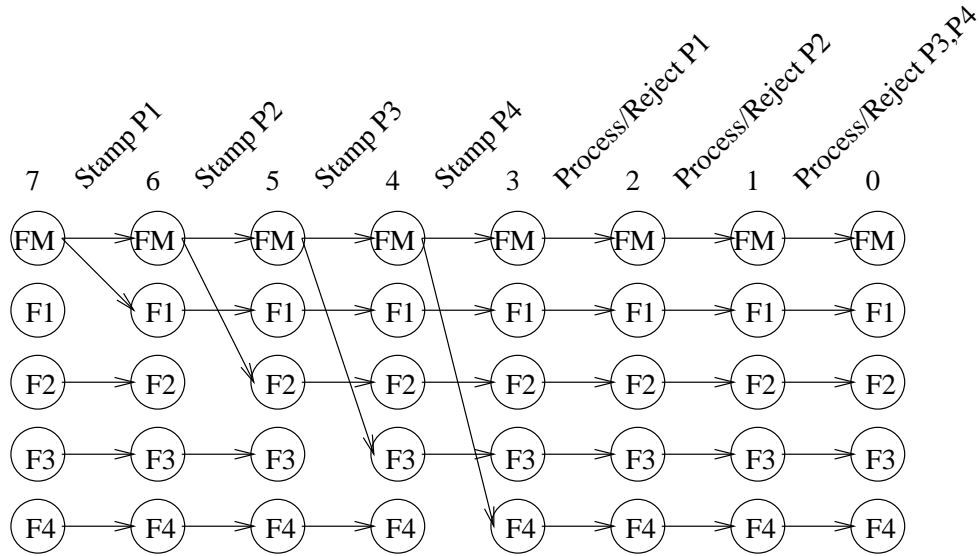 Stamp P1
Stamp P2
Stamp P3
Stamp P4
Process/Reject P1
Process/Reject P2
Process/Reject P3,P4
7 6 5 4 3 2 1 0
FM FM FM FM FM FM FM FM
F1 F1 F1 F1 F1 F1 F1 F1
F2 F2 F2 F2 F2 F2 F2 F2
F3 F3 F3 F3 F3 F3 F3 F3
F4 F4 F4 F4 F4 F4 F4 F4